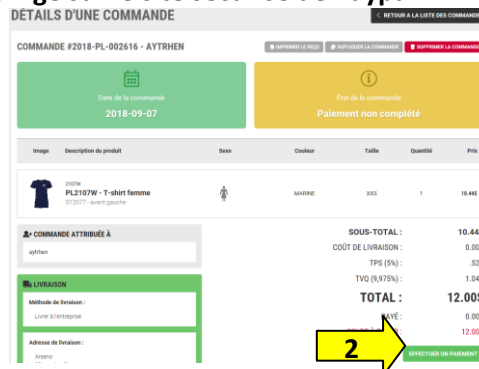 DÉTAILS D'UNE COMMANDE
< RETOUR A LA LISTE DES COMMANDE
COMMANDE #2018-PL-002616 - AYTRHEN
SUPPRIMER LE REÇU
DUPLIQUER LA COMMANDE
SUPPRIMER LA COMMANDE
Date de la commande
2018-09-07
État de la commande
Paiement non complété
Image Description du produit Sexe Couleur Taille Quantité Prix
2107W
PL2107W - T-shirt femme
S12077 - avant gauche
MARINE XXS 1 10.44$
COMMANDE ATTRIBUÉE À
aytrhen
SOUS-TOTAL : 10.44
COÛT DE LIVRAISON : 0.00
TPS (5%) : .52
TVQ (9,975%) : 1.04
TOTAL : 12.00$
PAYÉ : 0.00
12.00
LIVRAISON
Méthode de livraison :
Livrer à l'entreprise
Adresse de livraison :
Arseno
2
EFFECTUER UN PAIEMENT